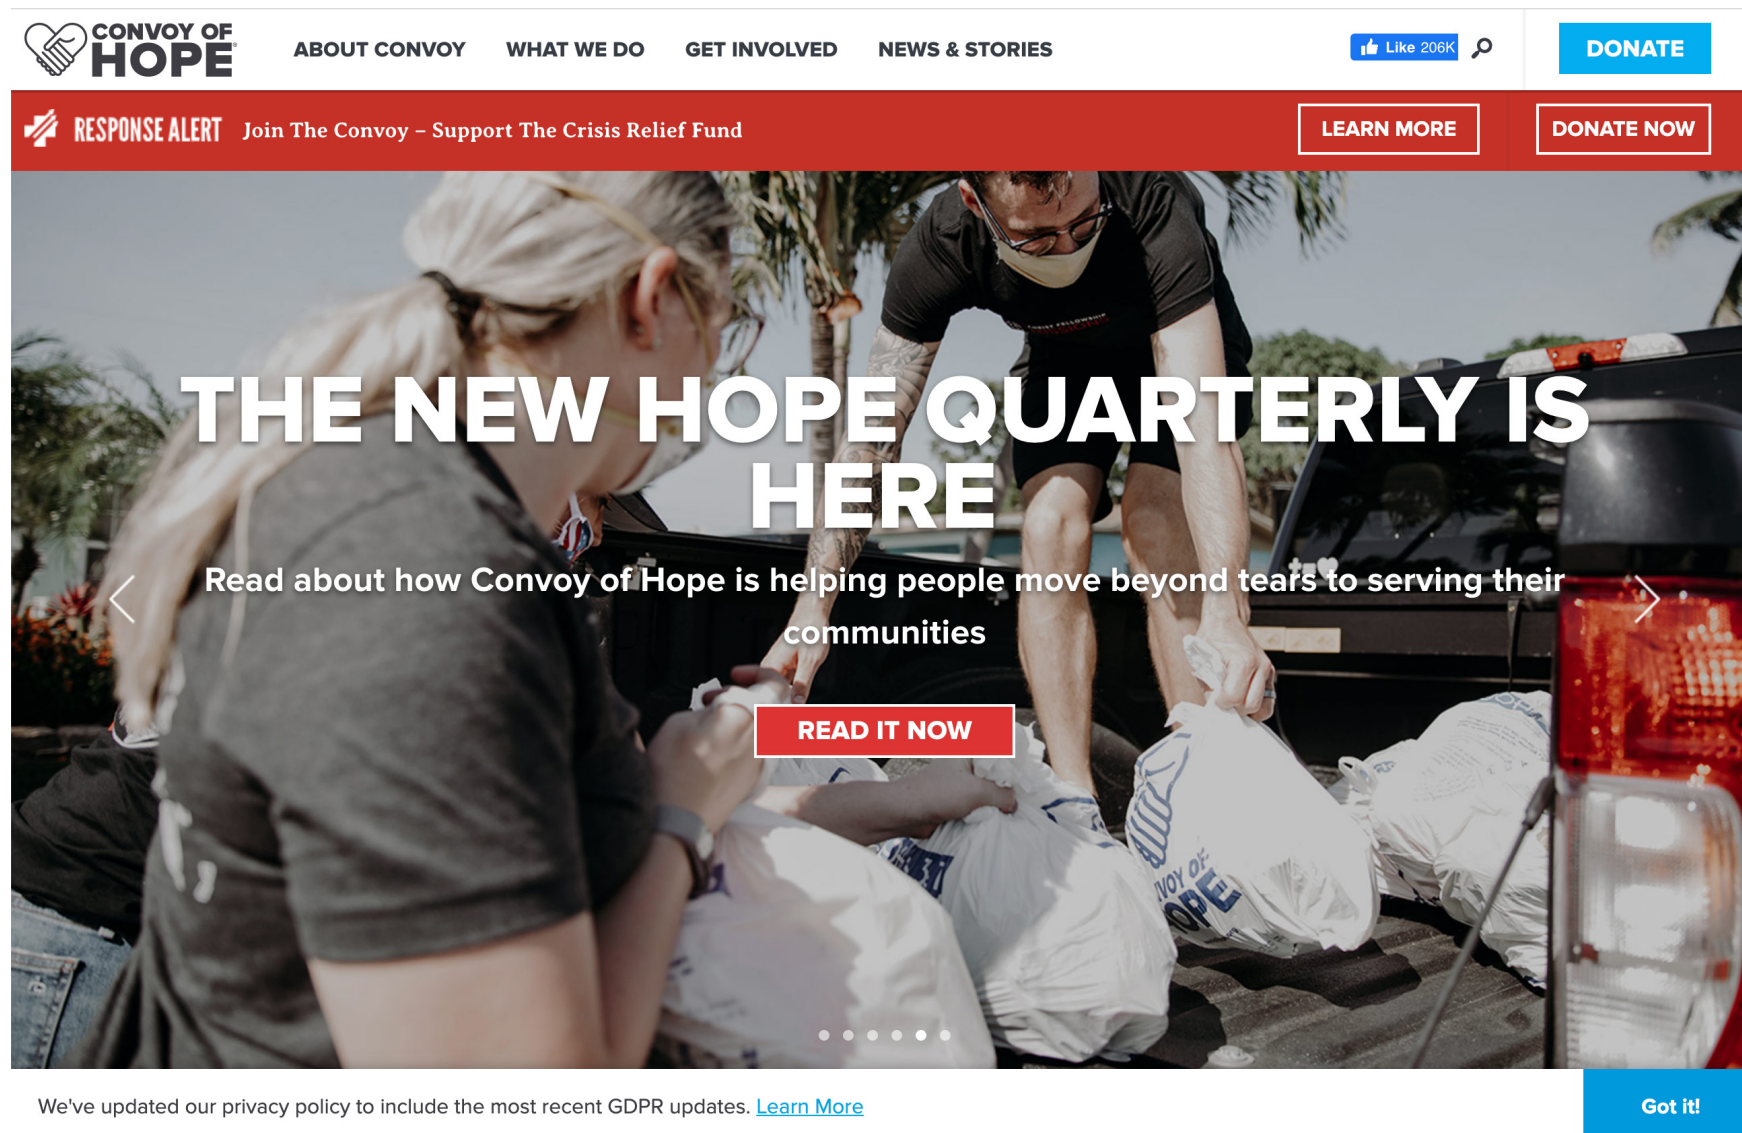 CONVOY OF
HOPE
ABOUT CONVOY
WHAT WE DO
GET INVOLVED
NEWS & STORIES
Like 206K
DONATE
RESPONSE ALERT
Join The Convoy – Support The Crisis Relief Fund
LEARN MORE
DONATE NOW
THE NEW HOPE QUARTERLY IS
HERE
Read about how Convoy of Hope is helping people move beyond tears to serving their
communities
READ IT NOW
We've updated our privacy policy to include the most recent GDPR updates. Learn More
Got it!